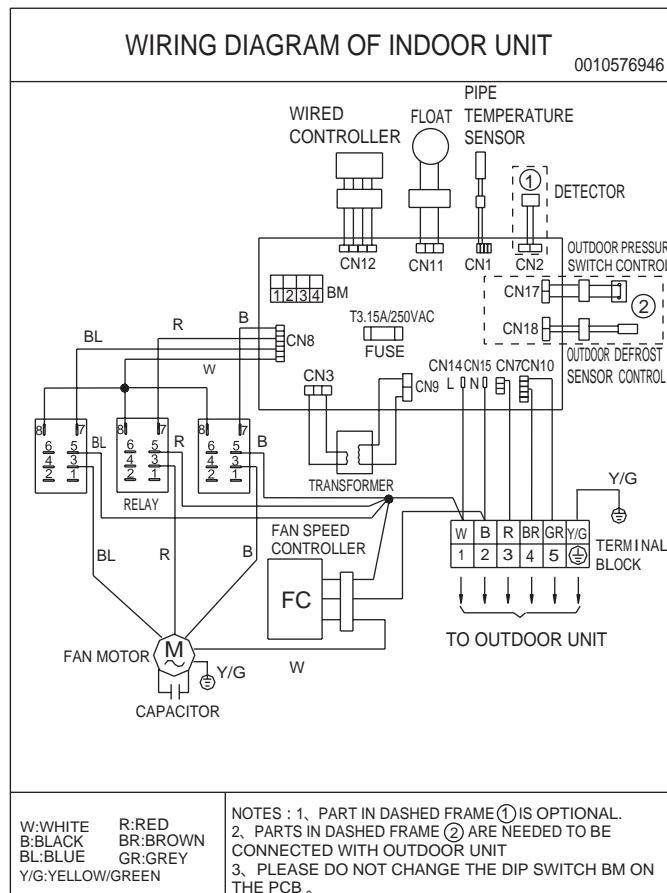 WIRING DIAGRAM OF INDOOR UNIT
0010576946
WIRED
CONTROLLER
FLOAT
PIPE
TEMPERATURE
SENSOR
1
DETECTOR
CN12
CN11
CN1
CN2
OUTDOOR PRESSUR
SWITCH CONTROL
CN17
2
CN18
OUTDOOR DEFROST
SENSOR CONTROL
1 2 3 4 BM
T3.15A/250VAC
FUSE
B
R
BL
CN8
W
CN3
CN9
CN14 CN15 CN7 CN10
L N
8 7
6 5
4 3
2 1
BL
8 7
6 5
4 3
2 1
R
8 7
6 5
4 3
2 1
B
RELAY
TRANSFORMER
Y/G
W B R BR GR Y/G
1 2 3 4 5
TERMINAL
BLOCK
FAN SPEED
CONTROLLER
FC
BL
R
B
TO OUTDOOR UNIT
FAN MOTOR
M
~
Y/G
W
CAPACITOR
W:WHITE R:RED
B:BLACK BR:BROWN
BL:BLUE GR:GREY
Y/G:YELLOW/GREEN
NOTES : 1、PART IN DASHED FRAME ① IS OPTIONAL.
2、PARTS IN DASHED FRAME ② ARE NEEDED TO BE
CONNECTED WITH OUTDOOR UNIT
3、PLEASE DO NOT CHANGE THE DIP SWITCH BM ON
THE PCB 。